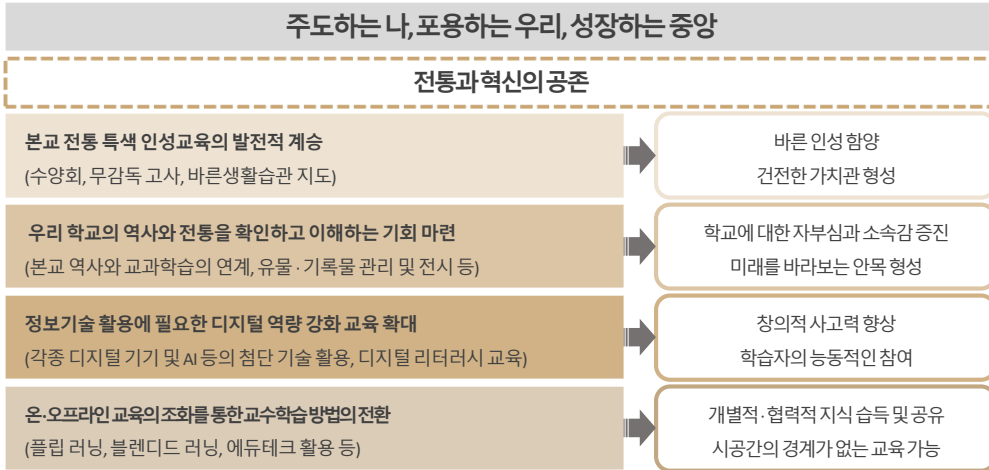 주도하는 나, 포용하는 우리, 성장하는 중앙
전통과 혁신의 공존
본교 전통 특색 인성교육의 발전적 계승
(수양회, 무감독 고사, 바른생활습관 지도)
바른 인성 함양
건전한 가치관 형성
우리 학교의 역사와 전통을 확인하고 이해하는 기회 마련
(본교 역사와 교과학습의 연계, 유물·기록물 관리 및 전시 등)
학교에 대한 자부심과 소속감 증진
미래를 바라보는 안목 형성
정보기술 활용에 필요한 디지털 역량 강화 교육 확대
(각종 디지털 기기 및 AI 등의 첨단 기술 활용, 디지털 리터러시 교육)
창의적 사고력 향상
학습자의 능동적인 참여
온·오프라인 교육의 조화를 통한 교수학습 방법의 전환
(플립 러닝, 블렌디드 러닝, 에듀테크 활용 등)
개별적·협력적 지식 습득 및 공유
시공간의 경계가 없는 교육 가능